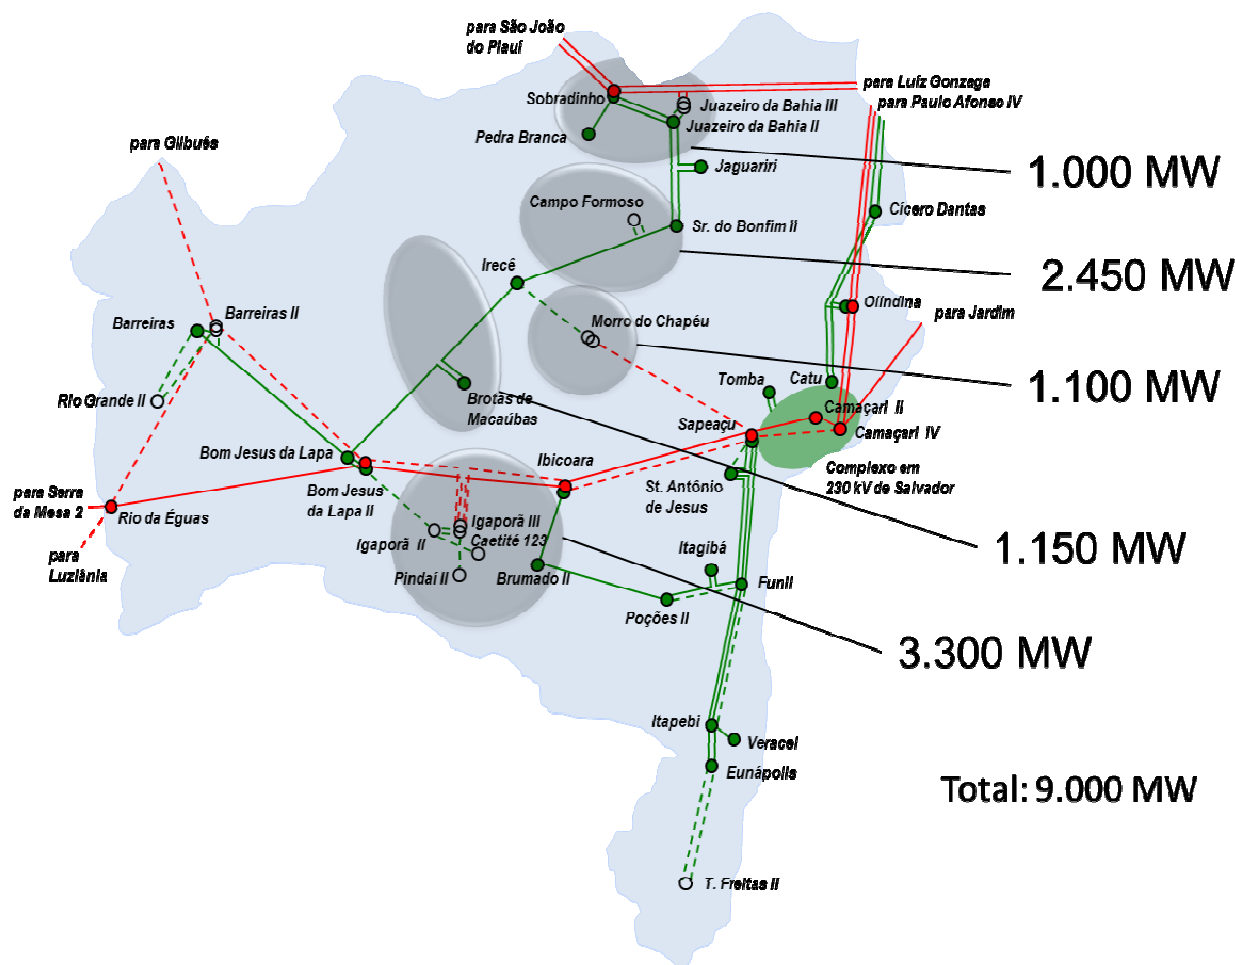 para São João
do Piauí
para Luíz Gonzaga
para Paulo Afonso IV
Sobradinho
Juazeiro da Bahia III
Juazeiro da Bahia II
Pedra Branca
para Gilbués
Jaguariri
1.000 MW
Campo Formoso
Cícero Dantas
Sr. do Bonfim II
Irecê
2.450 MW
Olindina
para Jardim
Barreiras
Barreiras II
Morro do Chapéu
Tomba
Catu
1.100 MW
Rio Grande II
Brotas de
Macaúbas
Camaçari II
Sapeaçu
Camaçari IV
Bom Jesus da Lapa
Ibicoara
Complexo em
230 kV de Salvador
para Serra
da Mesa 2
Rio da Éguas
Bom Jesus
da Lapa II
St. Antônio
de Jesus
Igaporã III
Caetité 123
Igaporã II
Itagibá
1.150 MW
para
Luziânia
Pindaí II
Brumado II
Funil
Poções II
3.300 MW
Itapebi
Veracel
Eunápolis
Total: 9.000 MW
T. Freitas II